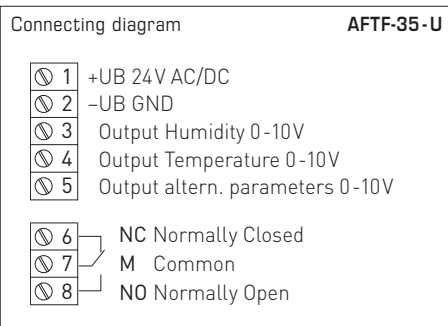 Connecting diagram AFTF-35-U
1 +UB 24V AC/DC
2 –UB GND
3 Output Humidity 0-10V
4 Output Temperature 0-10V
5 Output altern. parameters 0-10V
6 NC Normally Closed
7 M Common
8 NO Normally Open